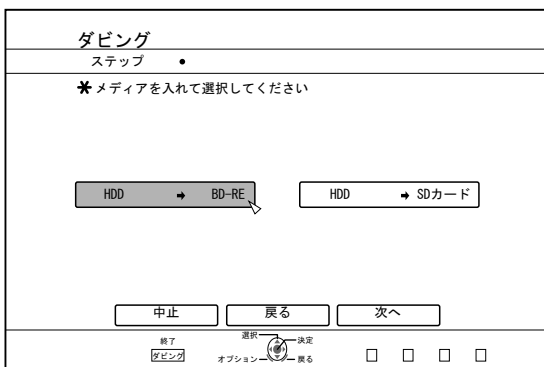 ダビング
ステップ ●
✱メディアを入れて選択してください
HDD ➡ BD-RE
HDD ➡ SDカード
中止
戻る
次へ
終了
ダビング
選択
決定
オプション
戻る